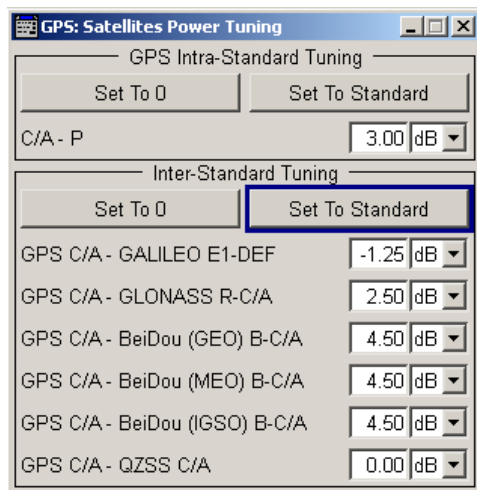 GPS: Satellites Power Tuning
GPS Intra-Standard Tuning
Set To 0 Set To Standard
C/A - P 3.00 dB
Inter-Standard Tuning
Set To 0 Set To Standard
GPS C/A - GALILEO E1-DEF -1.25 dB
GPS C/A - GLONASS R-C/A 2.50 dB
GPS C/A - BeiDou (GEO) B-C/A 4.50 dB
GPS C/A - BeiDou (MEO) B-C/A 4.50 dB
GPS C/A - BeiDou (IGSO) B-C/A 4.50 dB
GPS C/A - QZSS C/A 0.00 dB